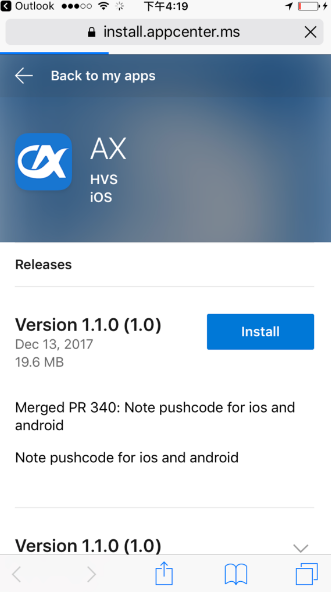 Outlook 下午4:19
install.appcenter.ms
Back to my apps
AX
HVS
iOS
Releases
Version 1.1.0 (1.0)
Install
Dec 13, 2017
19.6 MB
Merged PR 340: Note pushcode for ios and
android
Note pushcode for ios and android
Version 1.1.0 (1.0)